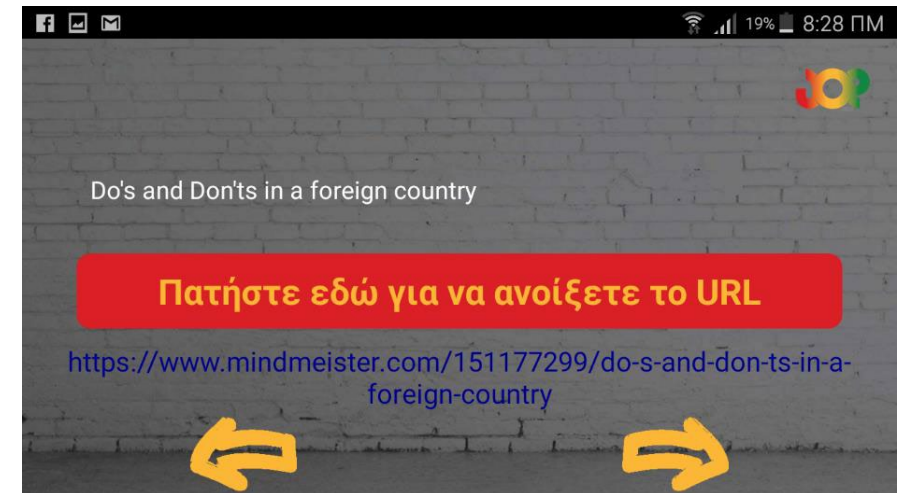 19% 8:28 ΠΜ
JOP
Do's and Don'ts in a foreign country
Πατήστε εδώ για να ανοίξετε το URL
https://www.mindmeister.com/151177299/do-s-and-don-ts-in-a-
foreign-country